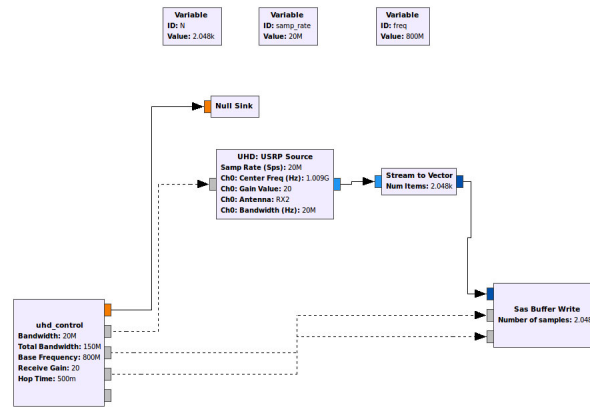 Variable
ID: N
Value: 2.048k
Variable
ID: samp_rate
Value: 20M
Variable
ID: freq
Value: 800M
Null Sink
UHD: USRP Source
Samp Rate (Sps): 20M
Ch0: Center Freq (Hz): 1.009G
Ch0: Gain Value: 20
Ch0: Antenna: RX2
Ch0: Bandwidth (Hz): 20M
Stream to Vector
Num Items: 2.048k
Sas Buffer Write
Number of samples: 2.048
uhd_control
Bandwidth: 20M
Total Bandwidth: 150M
Base Frequency: 800M
Receive Gain: 20
Hop Time: 500m